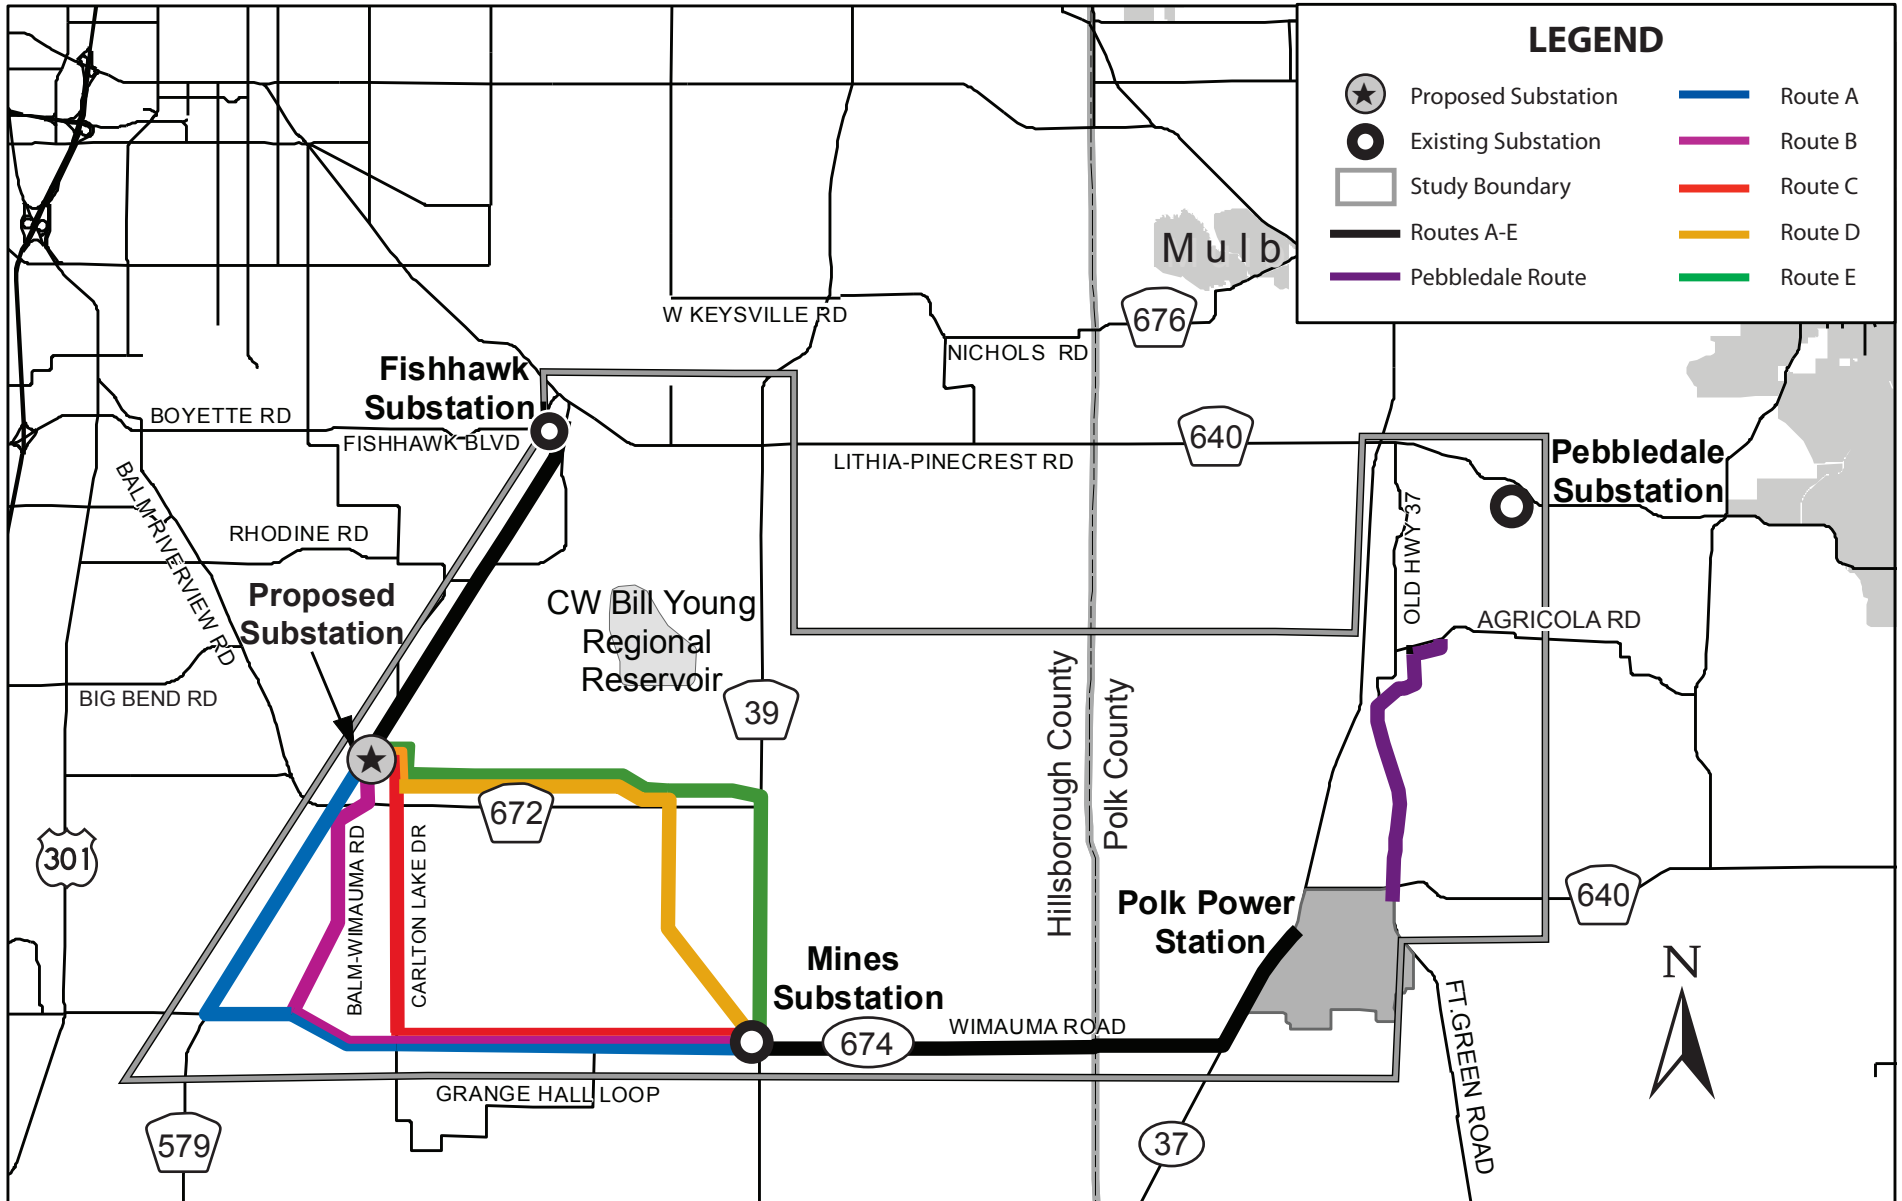 LEGEND
Proposed Substation
Route A
Existing Substation
Route B
Study Boundary
Route C
Routes A-E
Route D
Pebbledale Route
Route E
Mulb
W KEYSVILLE RD
676
NICHOLS RD
Fishhawk
Substation
BOYETTE RD
FISHHAWK BLVD
640
LITHIA-PINECREST RD
Pebbledale
Substation
BALM-RIVERVIEW RD
OLD HWY 37
RHODINE RD
Proposed
Substation
CW Bill Young
Regional
Reservoir
AGRICOLA RD
BIG BEND RD
39
Hillsborough County
Polk County
672
301
BALM-WIMAUMA RD
CARLTON LAKE DR
Polk Power
Station
640
Mines
Substation
N
674
WIMAUMA ROAD
FT.GREEN ROAD
GRANGE HALL LOOP
579
37